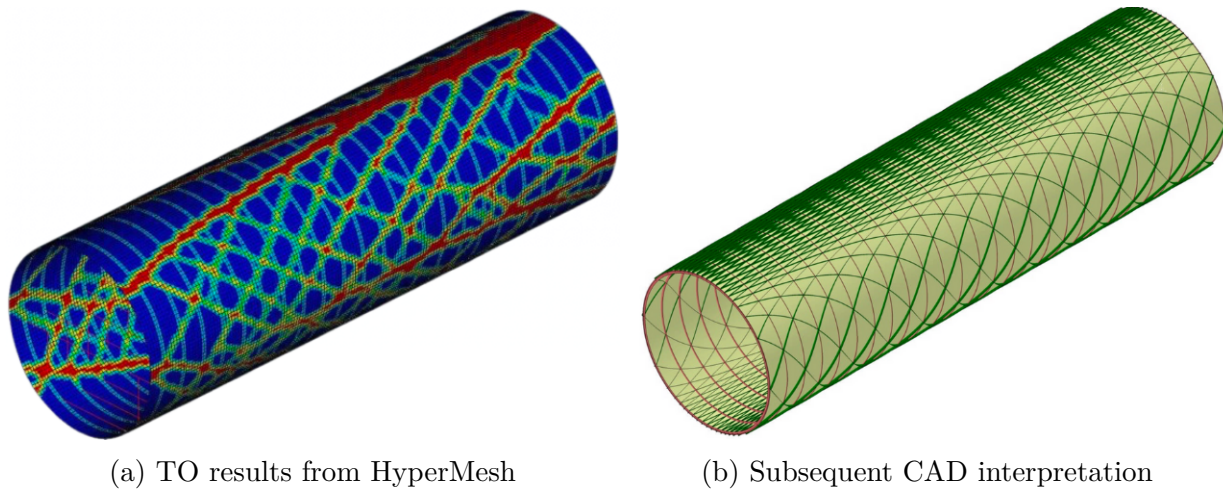 (a) TO results from HyperMesh
(b) Subsequent CAD interpretation